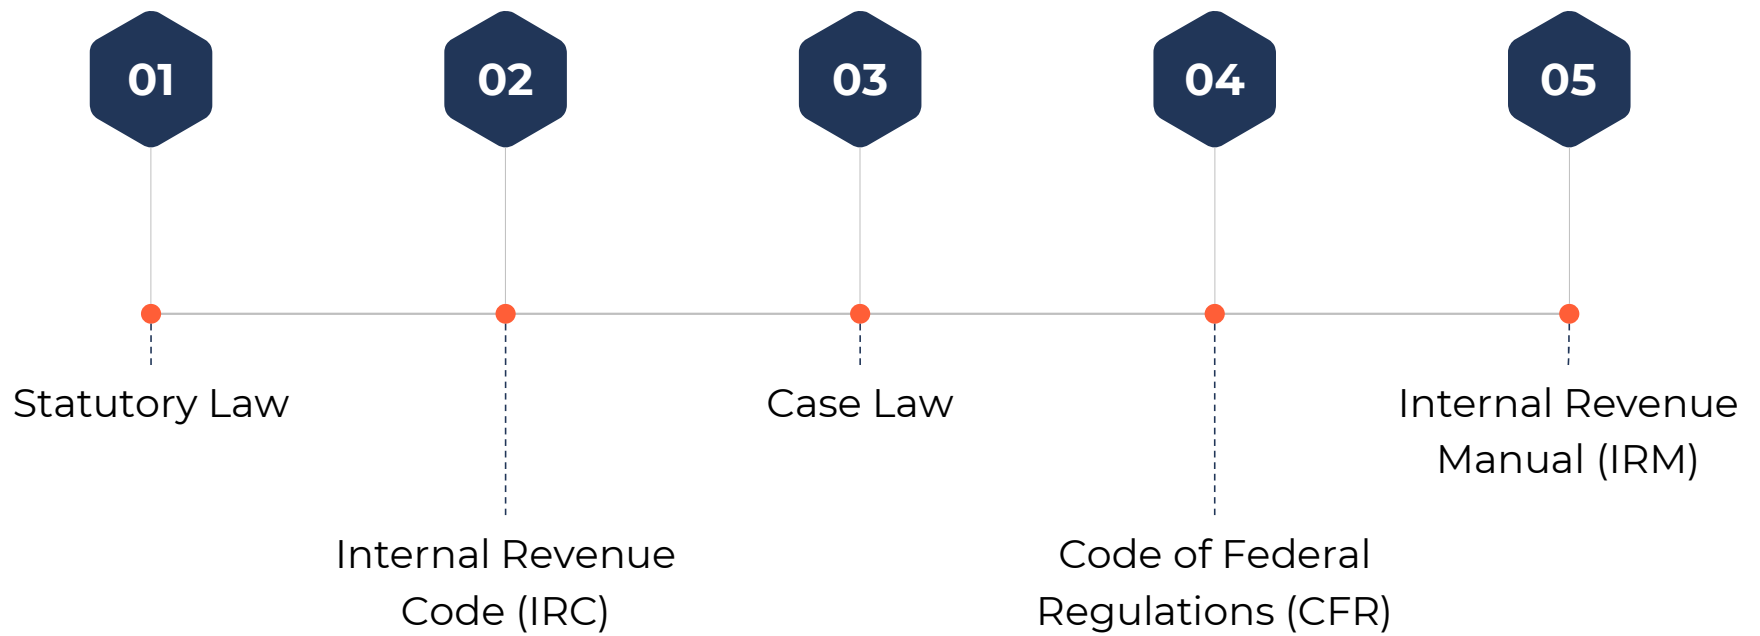 01
02
03
04
05
Statutory Law
Internal Revenue
Code (IRC)
Case Law
Code of Federal
Regulations (CFR)
Internal Revenue
Manual (IRM)